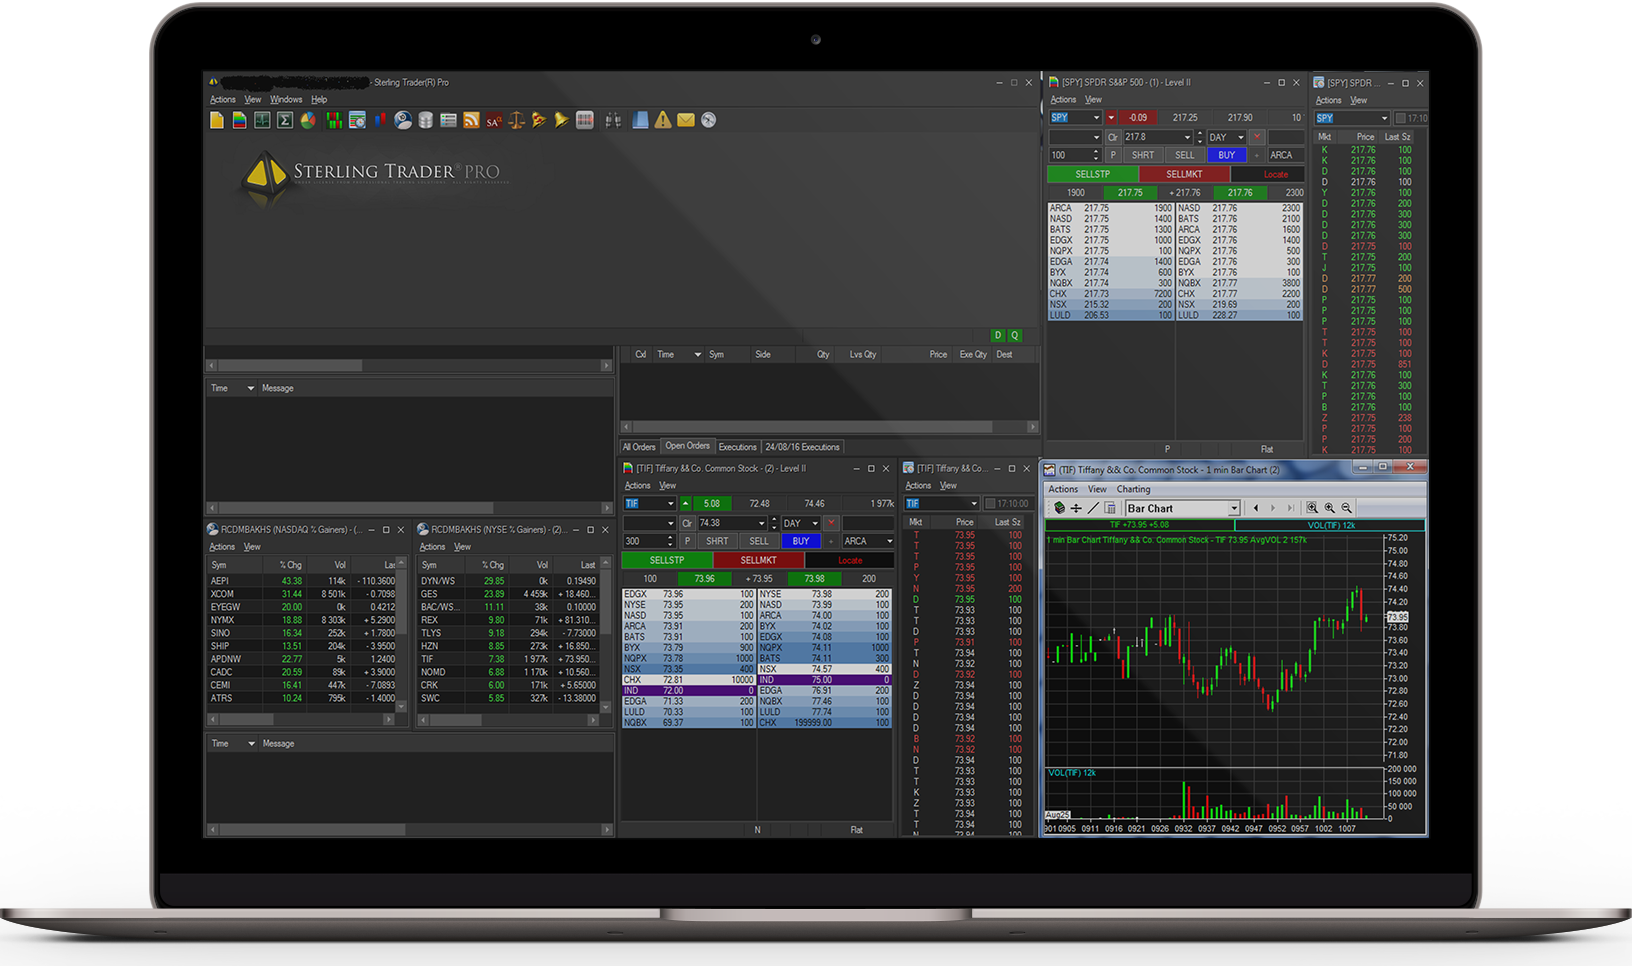 - Sterling Trader(R) Pro
Actions View Windows Help
STERLING TRADER® PRO
D Q
Time Message
Cxl Time Sym Side Qty Lvs Qty Price Exe Qty Dest
All Orders Open Orders Executions 24/08/16 Executions
RCDMBAKHS (NASDAQ % Gainers) - (...
Actions View
Sym % Chg Vol Las
AEPI 43.38 114k - 110.3600
XCOM 31.44 8 501k - 0.7098
EYEGW 20.00 0k 0.4212
NYMX 18.88 8 303k + 5.2900
SINO 16.34 252k + 1.7800
SHIP 13.51 204k - 3.9500
APDNW 22.77 5k 1.2400
CADC 20.59 89k + 3.9000
CEMI 16.41 447k - 7.0893
ATRS 10.24 795k - 1.4000
RCDMBAKHS (NYSE % Gainers) - (2)...
Actions View
Sym % Chg Vol Last
DYN/WS 29.85 0k 0.19490
GES 23.89 4 459k + 18.460...
BAC/WS... 11.11 38k 0.10000
REX 9.80 71k + 81.310...
TLYS 9.18 294k - 7.73000
HZN 8.85 273k + 16.850...
TIF 7.38 1 977k + 73.950...
NOMD 6.88 1 170k + 10.560...
CRK 6.00 171k + 5.65000
SWC 5.85 327k - 13.38000
Time Message
[TIF] Tiffany && Co. Common Stock - (2) - Level II
Actions View
TIF 5.08 72.48 74.46 1 977k
Clr 74.38 DAY
300 P SHRT SELL BUY ARCA
SELLSTP SELLMKT Locate
100 73.96 + 73.95 73.98 200
EDGX 73.96 100 NYSE 73.98 200
NYSE 73.95 200 NASD 73.99 100
NASD 73.95 100 ARCA 74.00 100
ARCA 73.91 200 BYX 74.02 100
BATS 73.91 100 EDGX 74.08 100
BYX 73.79 900 NQPX 74.11 1000
NQPX 73.78 1000 BATS 74.11 300
NSX 73.35 400 NSX 74.57 400
CHX 72.81 10000 IND 75.00 0
IND 72.00 0 EDGA 76.91 200
EDGA 71.33 200 NQBX 77.46 100
LULD 70.33 100 LULD 77.74 100
NQBX 69.37 100 CHX 199999.00 100
N Flat
[TIF] Tiffany && Co...
Actions View
TIF 17:10:00
Mkt Price Last Sz
T 73.95 100
T 73.95 100
T 73.95 100
P 73.95 100
Y 73.95 100
N 73.95 200
D 73.95 100
T 73.93 100
T 73.93 100
D 73.93 100
P 73.91 100
T 73.94 100
N 73.92 100
D 73.92 100
Z 73.94 100
D 73.94 100
D 73.94 100
D 73.94 100
D 73.94 100
B 73.92 100
N 73.92 100
D 73.94 100
T 73.93 100
T 73.93 100
K 73.93 100
Z 73.93 100
T 73.94 100
T 73.94 100
N 73.94 100
[SPY] SPDR S&&P 500 - (1) - Level II
Actions View
SPY -0.09 217.25 217.90 10
Clr 217.8 DAY
100 P SHRT SELL BUY ARCA
SELLSTP SELLMKT Locate
1900 217.75 + 217.76 217.76 2300
ARCA 217.75 1900 NASD 217.76 2300
NASD 217.75 1400 BATS 217.76 2100
BATS 217.75 1300 ARCA 217.76 1600
EDGX 217.75 1000 EDGX 217.76 1400
NQPX 217.75 100 NQPX 217.76 500
EDGA 217.74 1400 EDGA 217.76 300
BYX 217.74 600 BYX 217.76 100
NQBX 217.74 300 NQBX 217.77 3800
CHX 217.73 7200 CHX 217.77 2200
NSX 215.32 200 NSX 219.69 200
LULD 206.53 100 LULD 228.27 100
P Flat
[SPY] SPDR ...
Actions View
SPY 17:10
Mkt Price Last Sz
K 217.76 100
K 217.76 100
D 217.76 100
D 217.76 100
Y 217.76 100
D 217.76 200
D 217.76 300
D 217.76 300
D 217.76 300
D 217.75 100
T 217.75 200
J 217.75 100
D 217.77 200
D 217.77 500
P 217.75 100
P 217.75 100
P 217.75 100
T 217.75 100
T 217.75 100
K 217.75 100
D 217.75 851
K 217.76 100
T 217.76 300
P 217.76 100
B 217.76 100
Z 217.75 238
P 217.75 100
P 217.75 200
K 217.75 100
(TIF) Tiffany && Co. Common Stock - 1 min Bar Chart (2)
Actions View Charting
Bar Chart
TIF +73.95 +5.08 VOL(TIF) 12k
1 min Bar Chart Tiffany && Co. Common Stock - TIF 73.95 AvgVOL 2 157k
75.20
75.00
74.80
74.60
74.40
74.20
73.95
73.80
73.60
73.40
73.20
73.00
72.80
72.60
72.40
72.20
72.00
71.80
VOL(TIF) 12k
200 000
150 000
100 000
50 000
0
Aug25
901 0905 0911 0916 0921 0926 0932 0937 0942 0947 0952 0957 1002 1007